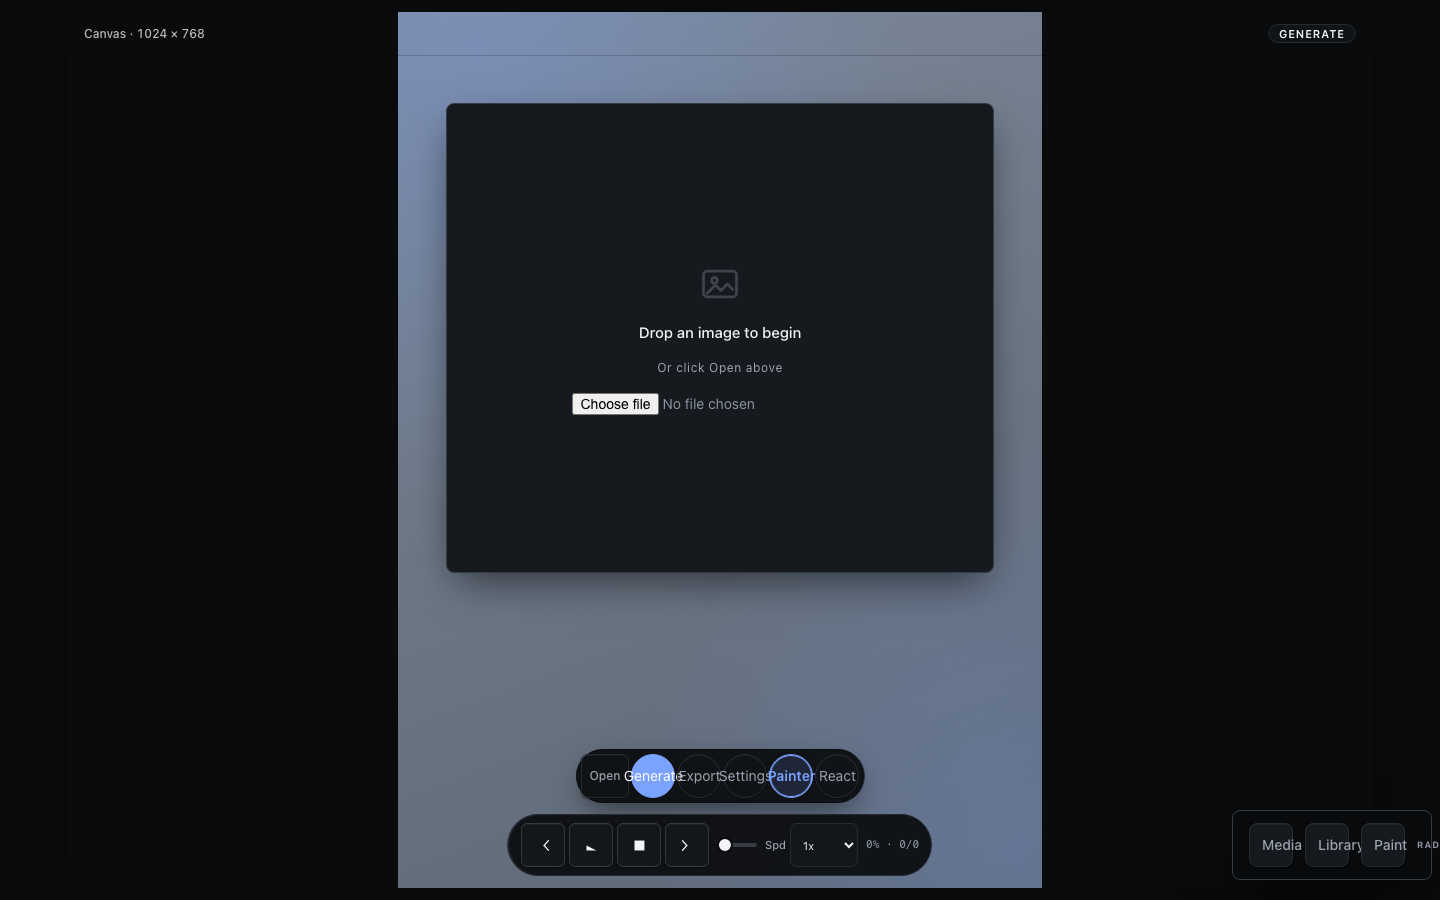 Canvas · 1024 × 768
GENERATE
Drop an image to begin
Or click Open above
Choose file No file chosen
Open Generate Export Settings Painter React
Spd 1x 0% · 0/0
Media Library Paint RAD